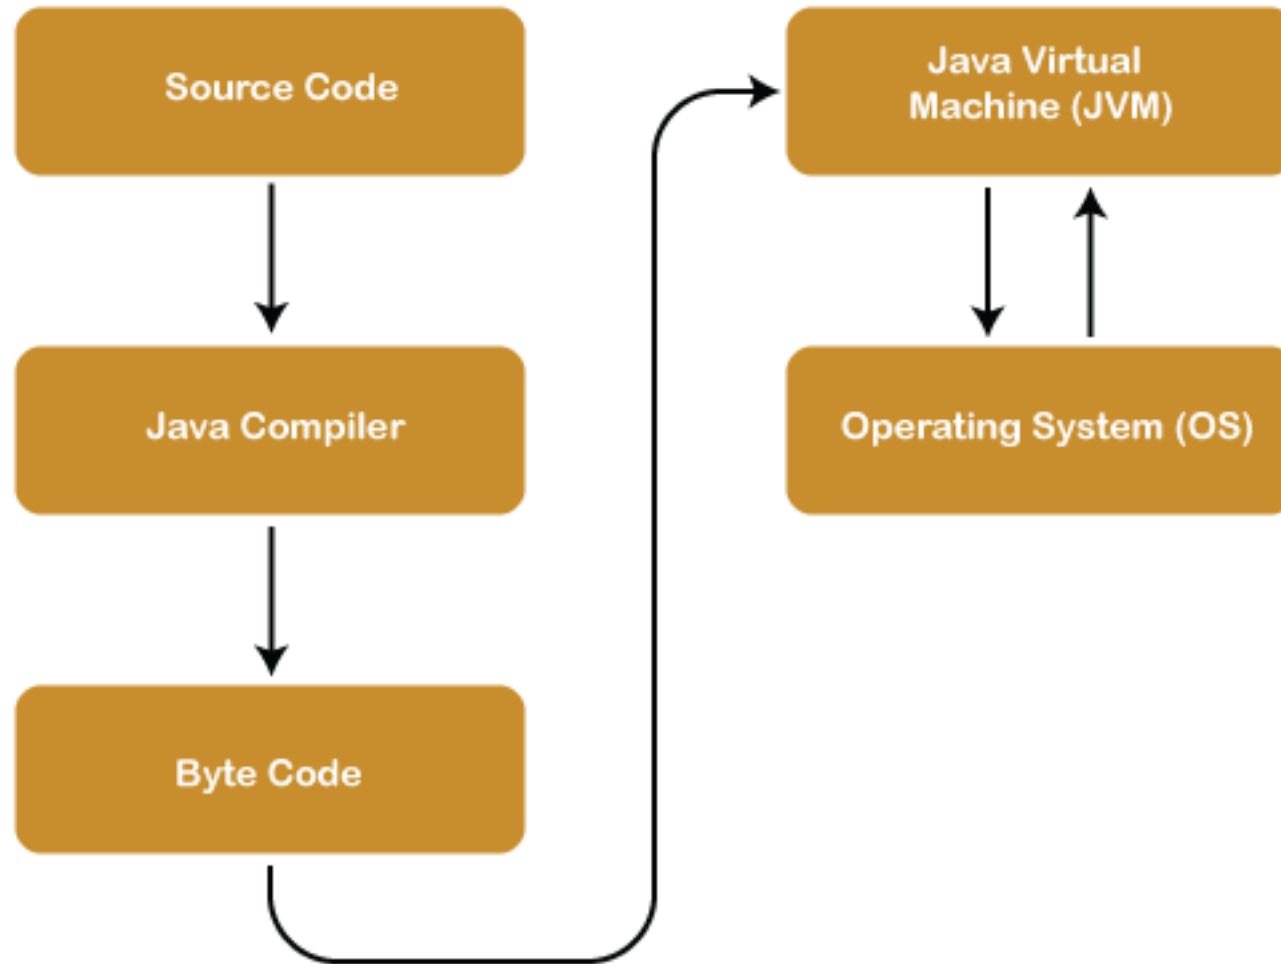 Source Code
Java Compiler
Byte Code
Java Virtual
Machine (JVM)
Operating System (OS)